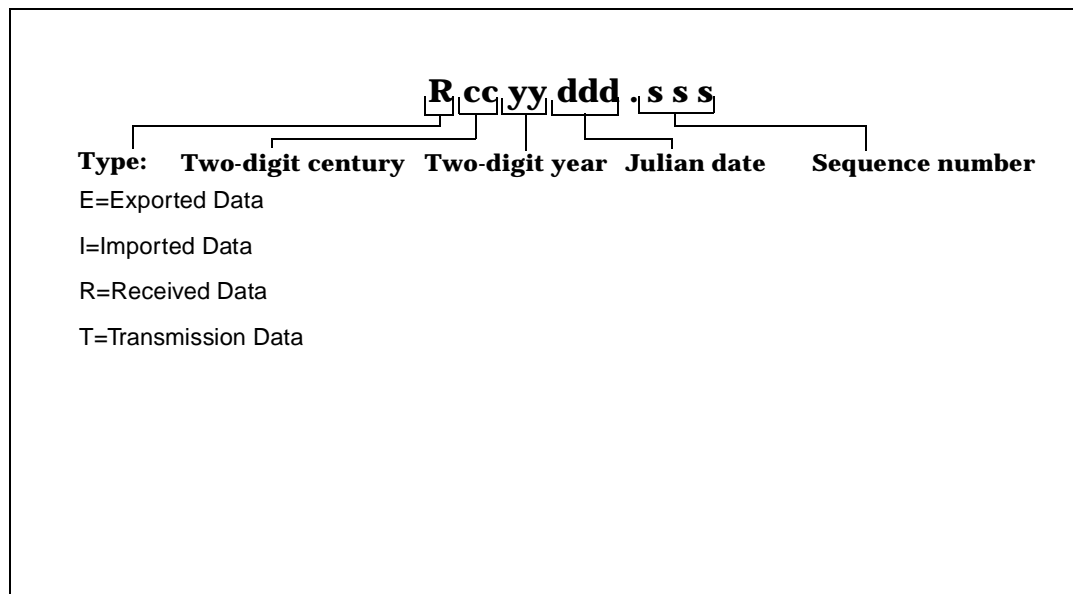 R cc yy ddd . s s s
Type: Two-digit century Two-digit year Julian date Sequence number
E=Exported Data
I=Imported Data
R=Received Data
T=Transmission Data